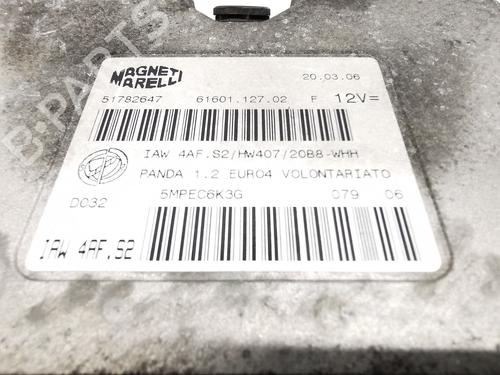 MAGNETI
MARELLI
20.03.06
51782647 61601.127.02 F 12V=
IAW 4AF.S2/HW407/20B8-WHH
PANDA 1.2 EURO4 VOLONTARIATO
D032 5MPEC6K3G 079 06
IAW 4AF.S2
B-PARTS